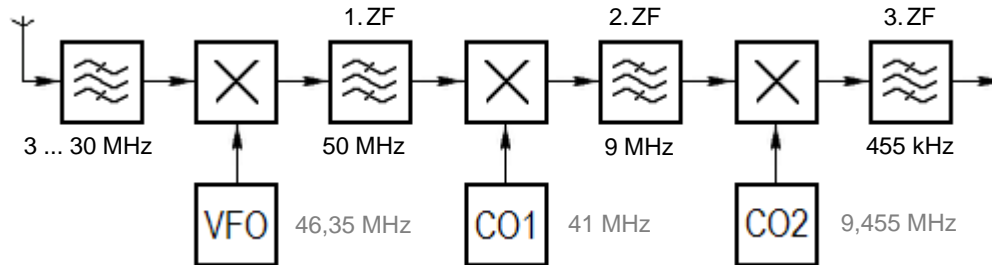 1. ZF
2. ZF
3. ZF
3 ... 30 MHz
50 MHz
9 MHz
455 kHz
VFO
46,35 MHz
CO1
41 MHz
CO2
9,455 MHz